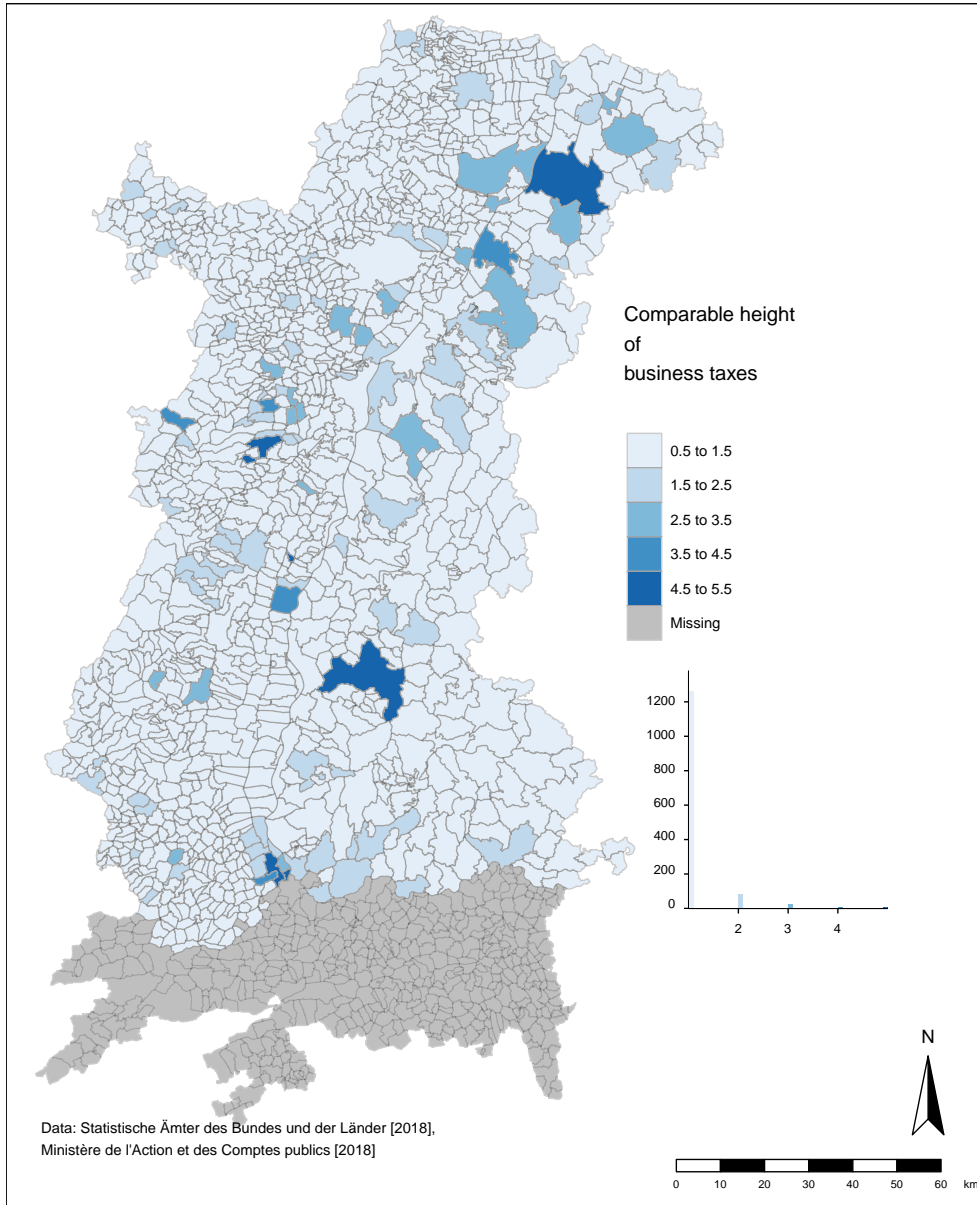 Comparable height
of
business taxes
0.5 to 1.5
1.5 to 2.5
2.5 to 3.5
3.5 to 4.5
4.5 to 5.5
Missing
1200
1000
800
600
400
200
0
2 3 4
N
Data: Statistische Ämter des Bundes und der Länder [2018],
Ministère de l'Action et des Comptes publics [2018]
0 10 20 30 40 50 60 km